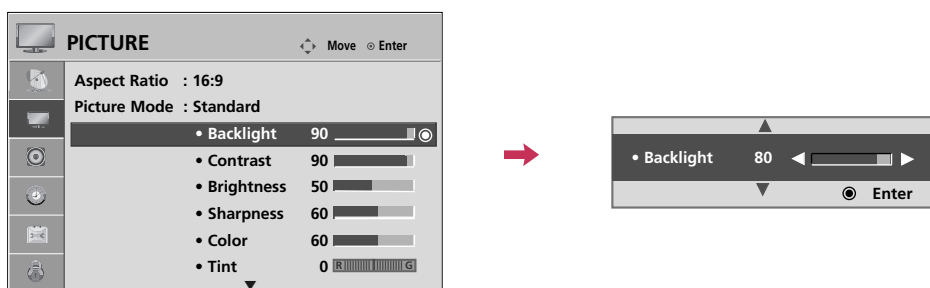 PICTURE
Move ⊙ Enter
Aspect Ratio : 16:9
Picture Mode : Standard
• Backlight 90
• Contrast 90
• Brightness 50
• Sharpness 60
• Color 60
• Tint 0 R G
• Backlight 80
Enter